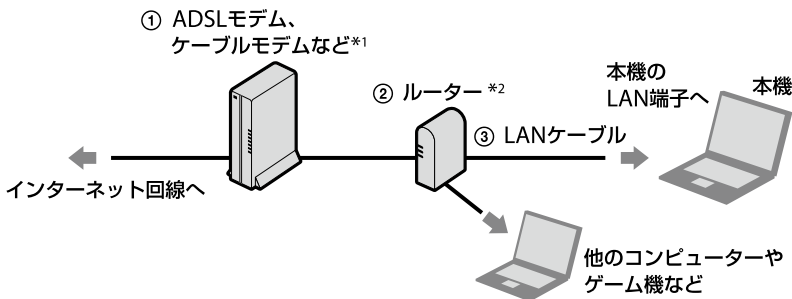 ① ADSLモデム、
ケーブルモデムなど*1
② ルーター *2
③ LANケーブル
本機の
LAN端子へ
本機
インターネット回線へ
他のコンピューターや
ゲーム機など